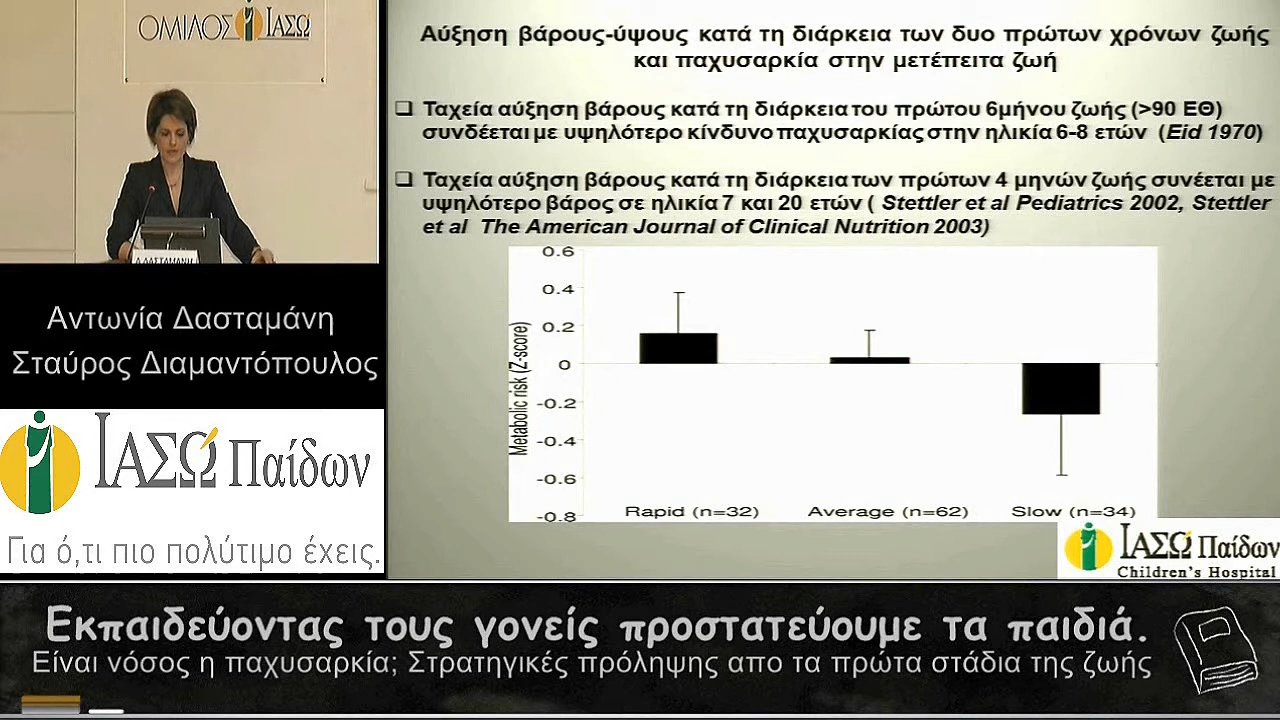 ΟΜΙΛΟΣ ΙΑΣΩ
Αντωνία Δασταμάνη
Σταύρος Διαμαντόπουλος
ΙΑΣΩ Παίδων
Για ό,τι πιο πολύτιμο έχεις.
Αύξηση βάρους-ύψους κατά τη διάρκεια των δυο πρώτων χρόνων ζωής
και παχυσαρκία στην μετέπειτα ζωή
❑ Ταχεία αύξηση βάρους κατά τη διάρκεια του πρώτου 6μήνου ζωής (>90 ΕΘ)
συνδέεται με υψηλότερο κίνδυνο παχυσαρκίας στην ηλικία 6-8 ετών (Eid 1970)
❑ Ταχεία αύξηση βάρους κατά τη διάρκεια των πρώτων 4 μηνών ζωής συνέεται με
υψηλότερο βάρος σε ηλικία 7 και 20 ετών ( Stettler et al Pediatrics 2002, Stettler
et al The American Journal of Clinical Nutrition 2003)
Metabolic risk (Z-score)
0.6
0.4
0.2
0
-0.2
-0.4
-0.6
-0.8
Rapid (n=32) Average (n=62) Slow (n=34)
ΙΑΣΩ Παίδων
Children's Hospital
Εκπαιδεύοντας τους γονείς προστατεύουμε τα παιδιά.
Είναι νόσος η παχυσαρκία; Στρατηγικές πρόληψης απο τα πρώτα στάδια της ζωής